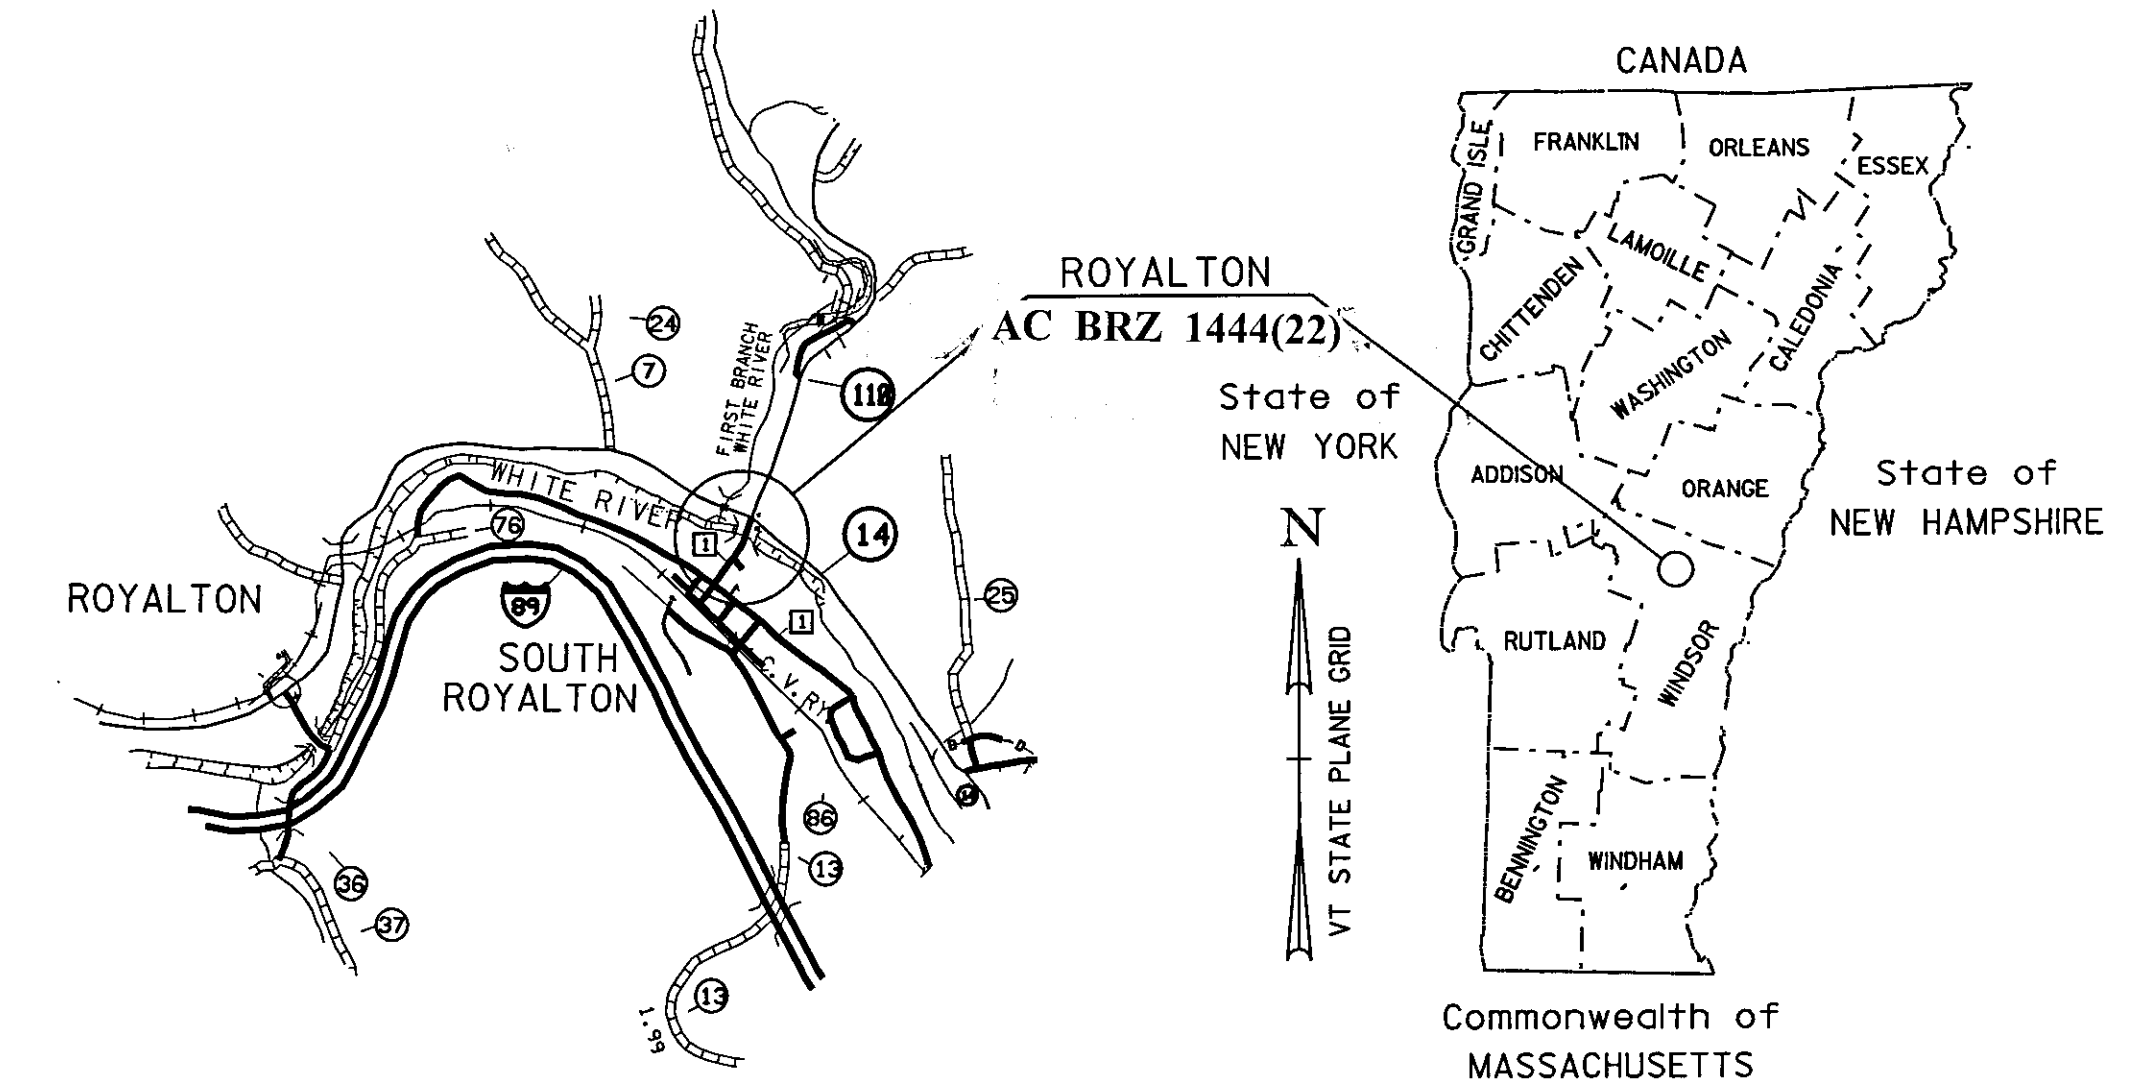 CANADA
FRANKLIN
ORLEANS
ESSEX
GRAND ISLE
LAMOILLE
CHITTENDEN
CALEDONIA
WASHINGTON
ADDISON
ORANGE
RUTLAND
WINDSOR
BENNINGTON
WINDHAM
State of
NEW YORK
State of
NEW HAMPSHIRE
Commonwealth of
MASSACHUSETTS
N
VT STATE PLANE GRID
ROYALTON
AC BRZ 1444(22)
24
7
FIRST BRANCH
WHITE RIVER
110
WHITE RIVER
76
1
14
89
ROYALTON
SOUTH
ROYALTON
1
25
C.V.RY
B
D
14
86
13
36
37
13
1.99